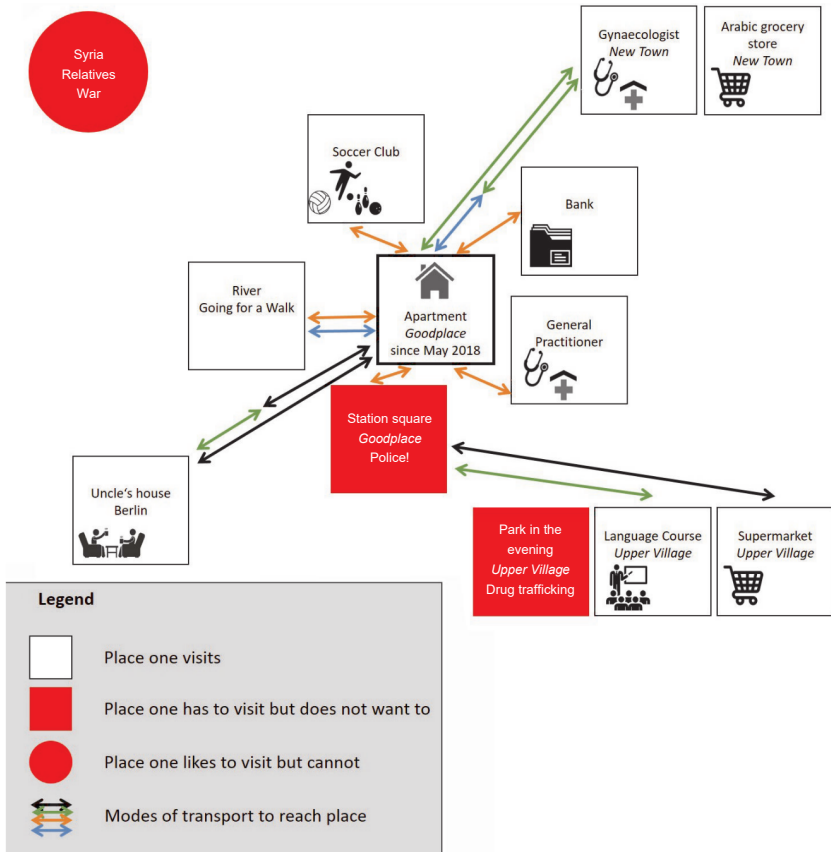 Syria
Relatives
War
Gynaecologist
New Town
Arabic grocery
store
New Town
Soccer Club
Bank
River
Going for a Walk
Apartment
Goodplace
since May 2018
General
Practitioner
Station square
Goodplace
Police!
Uncle's house
Berlin
Park in the
evening
Upper Village
Drug trafficking
Language Course
Upper Village
Supermarket
Upper Village
Legend
Place one visits
Place one has to visit but does not want to
Place one likes to visit but cannot
Modes of transport to reach place